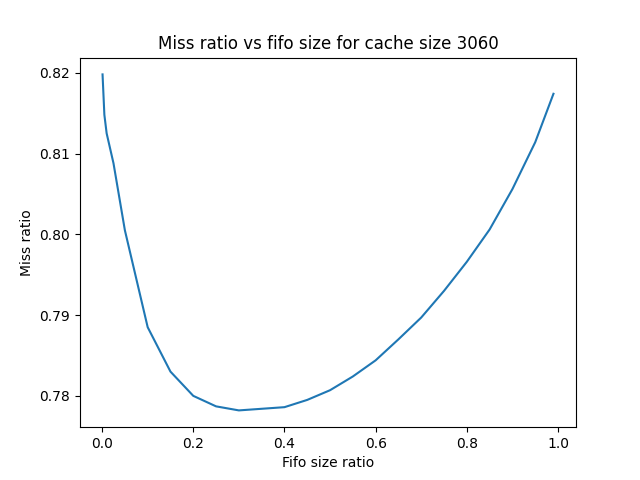 Miss ratio vs fifo size for cache size 3060
0.82
0.81
0.80
0.79
0.78
Miss ratio
0.0 0.2 0.4 0.6 0.8 1.0
Fifo size ratio